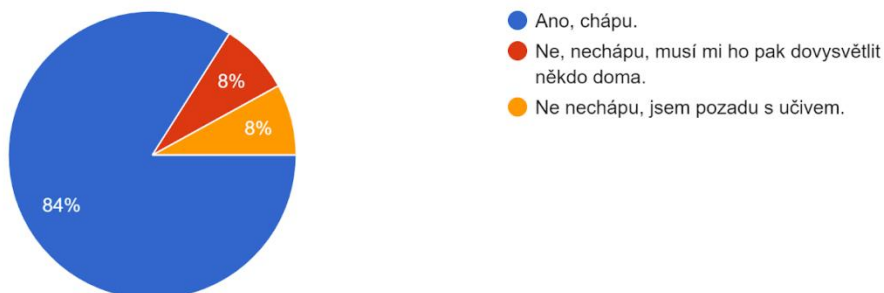 Ano, chápu.
Ne, nechápu, musí mi ho pak dovysvětlit
někdo doma.
Ne nechápu, jsem pozadu s učivem.
8%
8%
84%